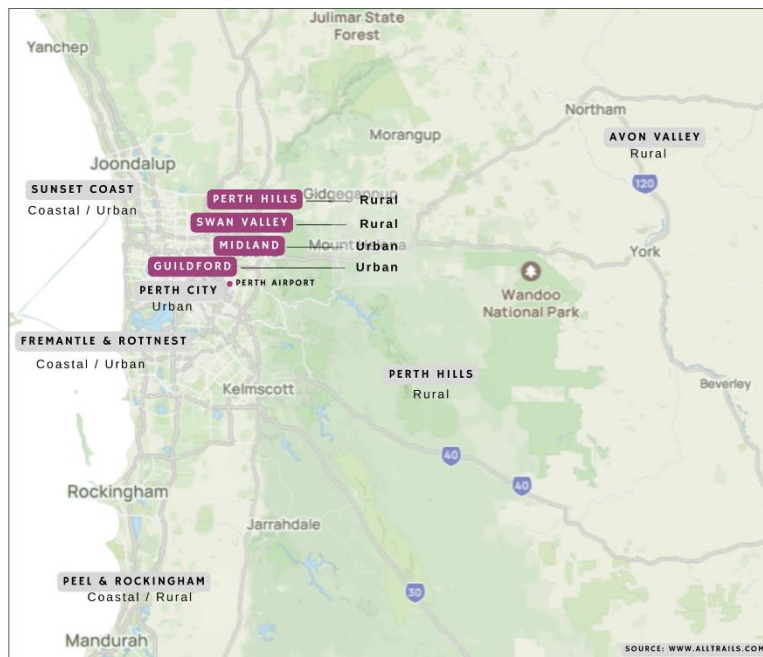 Julimar State
Forest
Yanchep
Northam
Morangup
AVON VALLEY
Rural
Joondalup
120
SUNSET COAST
Coastal / Urban
PERTH HILLS
Gidgegannup
Rural
SWAN VALLEY
Rural
MIDLAND
Urban
GUILDFORD
Urban
York
PERTH CITY
Urban
PERTH AIRPORT
Wandoo
National Park
FREMANTLE & ROTTNEST
Coastal / Urban
PERTH HILLS
Rural
Kelmscott
Beverley
40
40
Rockingham
Jarrahdale
PEEL & ROCKINGHAM
Coastal / Rural
30
Mandurah
SOURCE: WWW.ALLTRAILS.COM